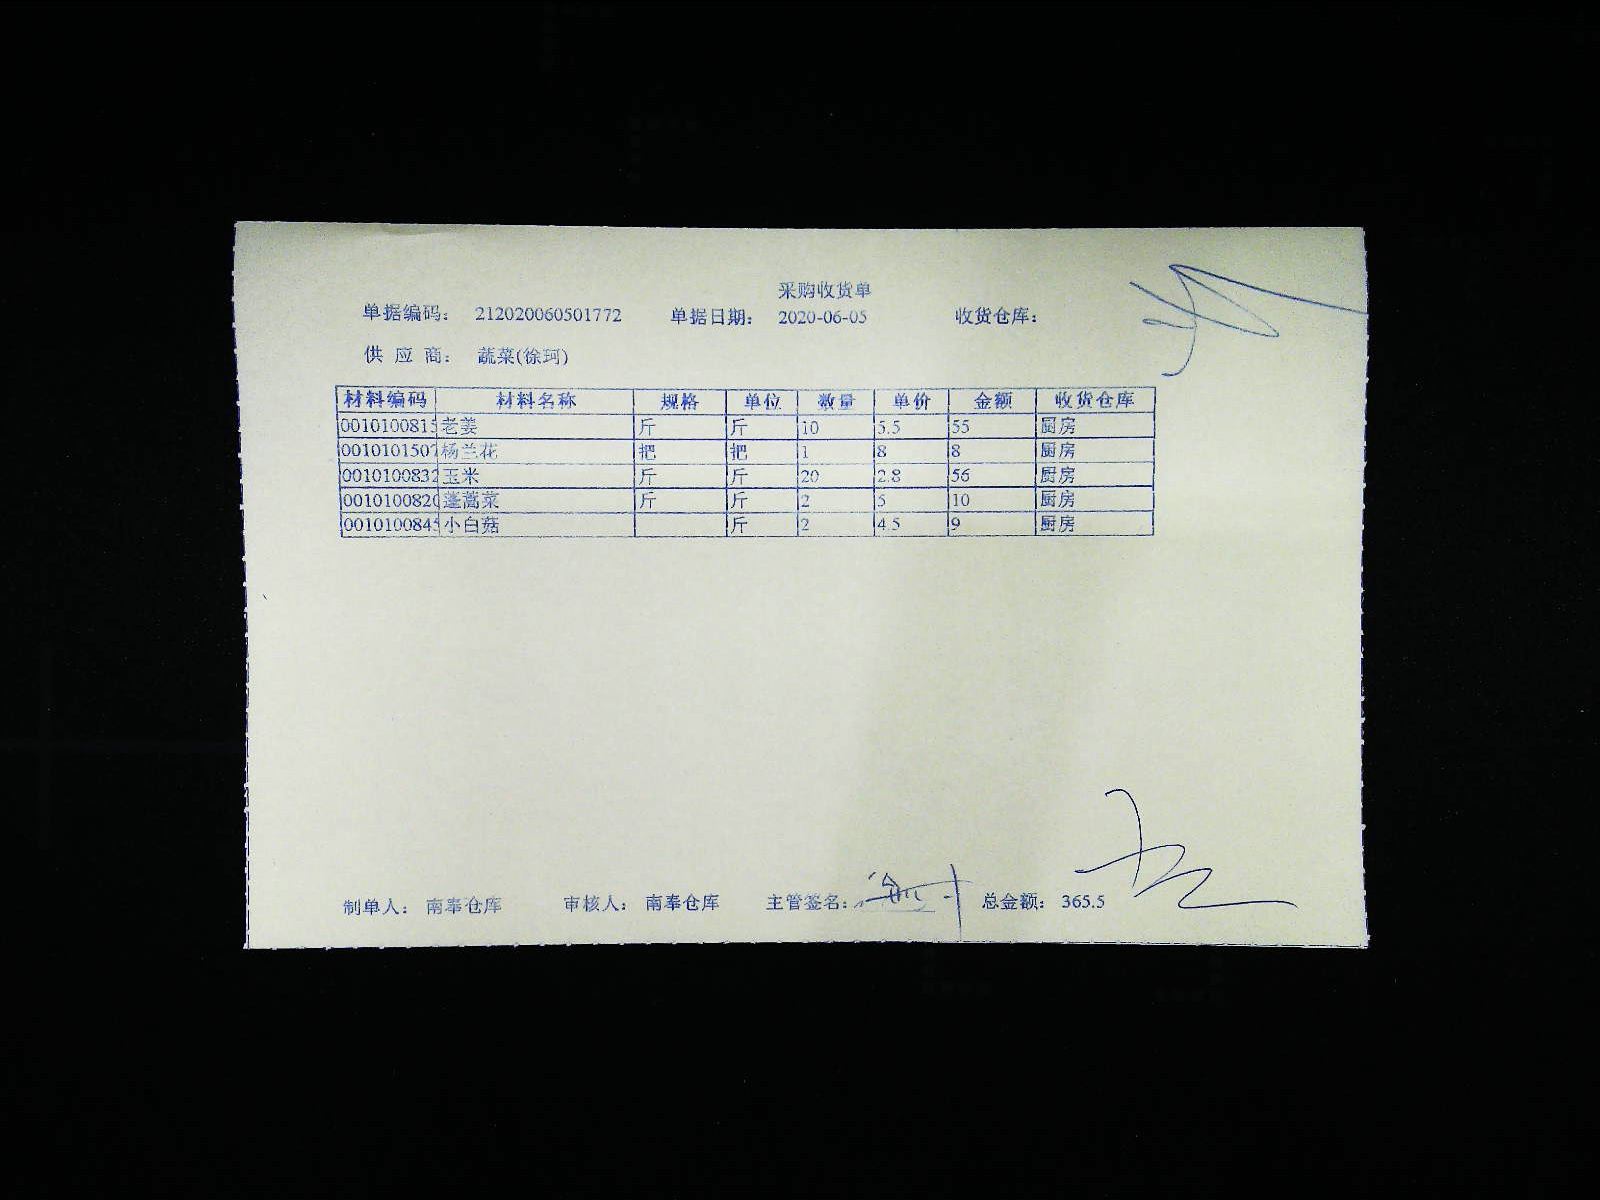 采购收货单
单据编码： 212020060501772 单据日期： 2020-06-05 收货仓库：
供 应 商： 蔬菜(徐珂)
材料编码 材料名称 规格 单位 数量 单价 金额 收货仓库
0010100815 老姜 斤 斤 10 5.5 55 厨房
001010150 杨兰花 把 把 1 8 8 厨房
0010100832 玉米 斤 斤 20 2.8 56 厨房
001010082 蓬蒿菜 斤 斤 2 5 10 厨房
001010084 小白菇 斤 2 4.5 9 厨房
制单人： 南奉仓库 审核人： 南奉仓库 主管签名： 总金额： 365.5